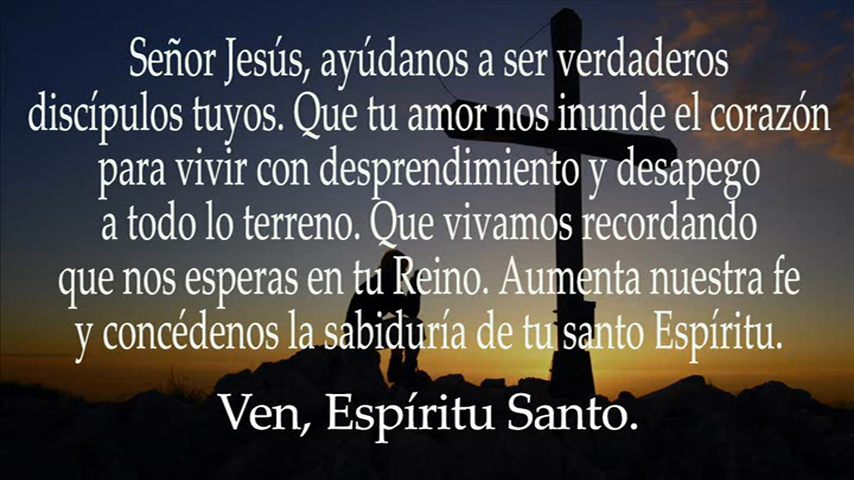 Señor Jesús, ayúdanos a ser verdaderos
discípulos tuyos. Que tu amor nos inunde el corazón
para vivir con desprendimiento y desapego
a todo lo terreno. Que vivamos recordando
que nos esperas en tu Reino. Aumenta nuestra fe
y concédenos la sabiduría de tu santo Espíritu.
Ven, Espíritu Santo.